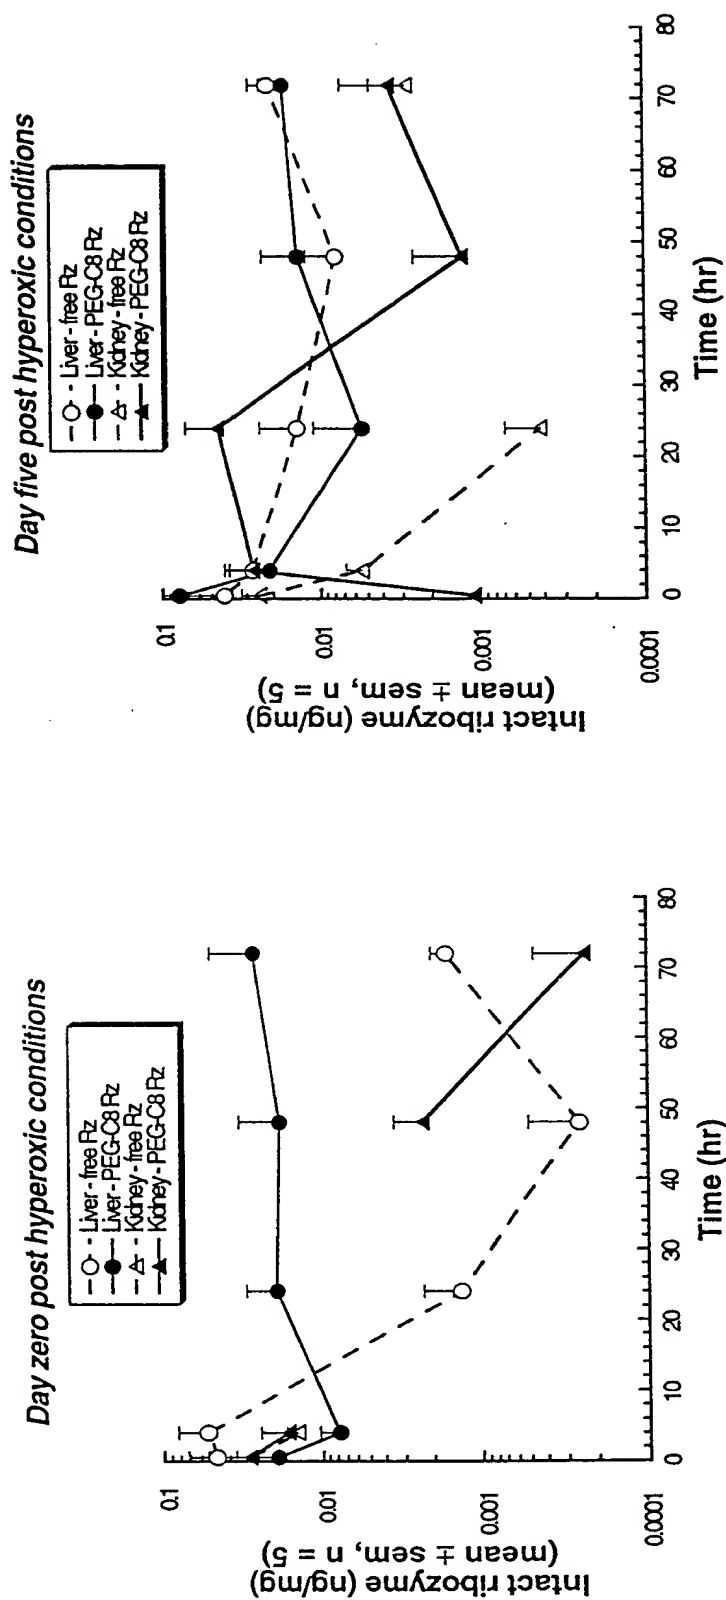 Day zero post hyperoxic conditions
Liver - free Rz
Liver - PEG-C8 Rz
Kidney - free Rz
Kidney - PEG-C8 Rz
Intact ribozyme (ng/mg)
(mean ± sem, n = 5)
0.1
0.01
0.001
0.0001
0 10 20 30 40 50 60 70 80
Time (hr)
Day five post hyperoxic conditions
Liver - free Rz
Liver - PEG-C8 Rz
Kidney - free Rz
Kidney - PEG-C8 Rz
Intact ribozyme (ng/mg)
(mean ± sem, n = 5)
0.1
0.01
0.001
0.0001
0 10 20 30 40 50 60 70 80
Time (hr)